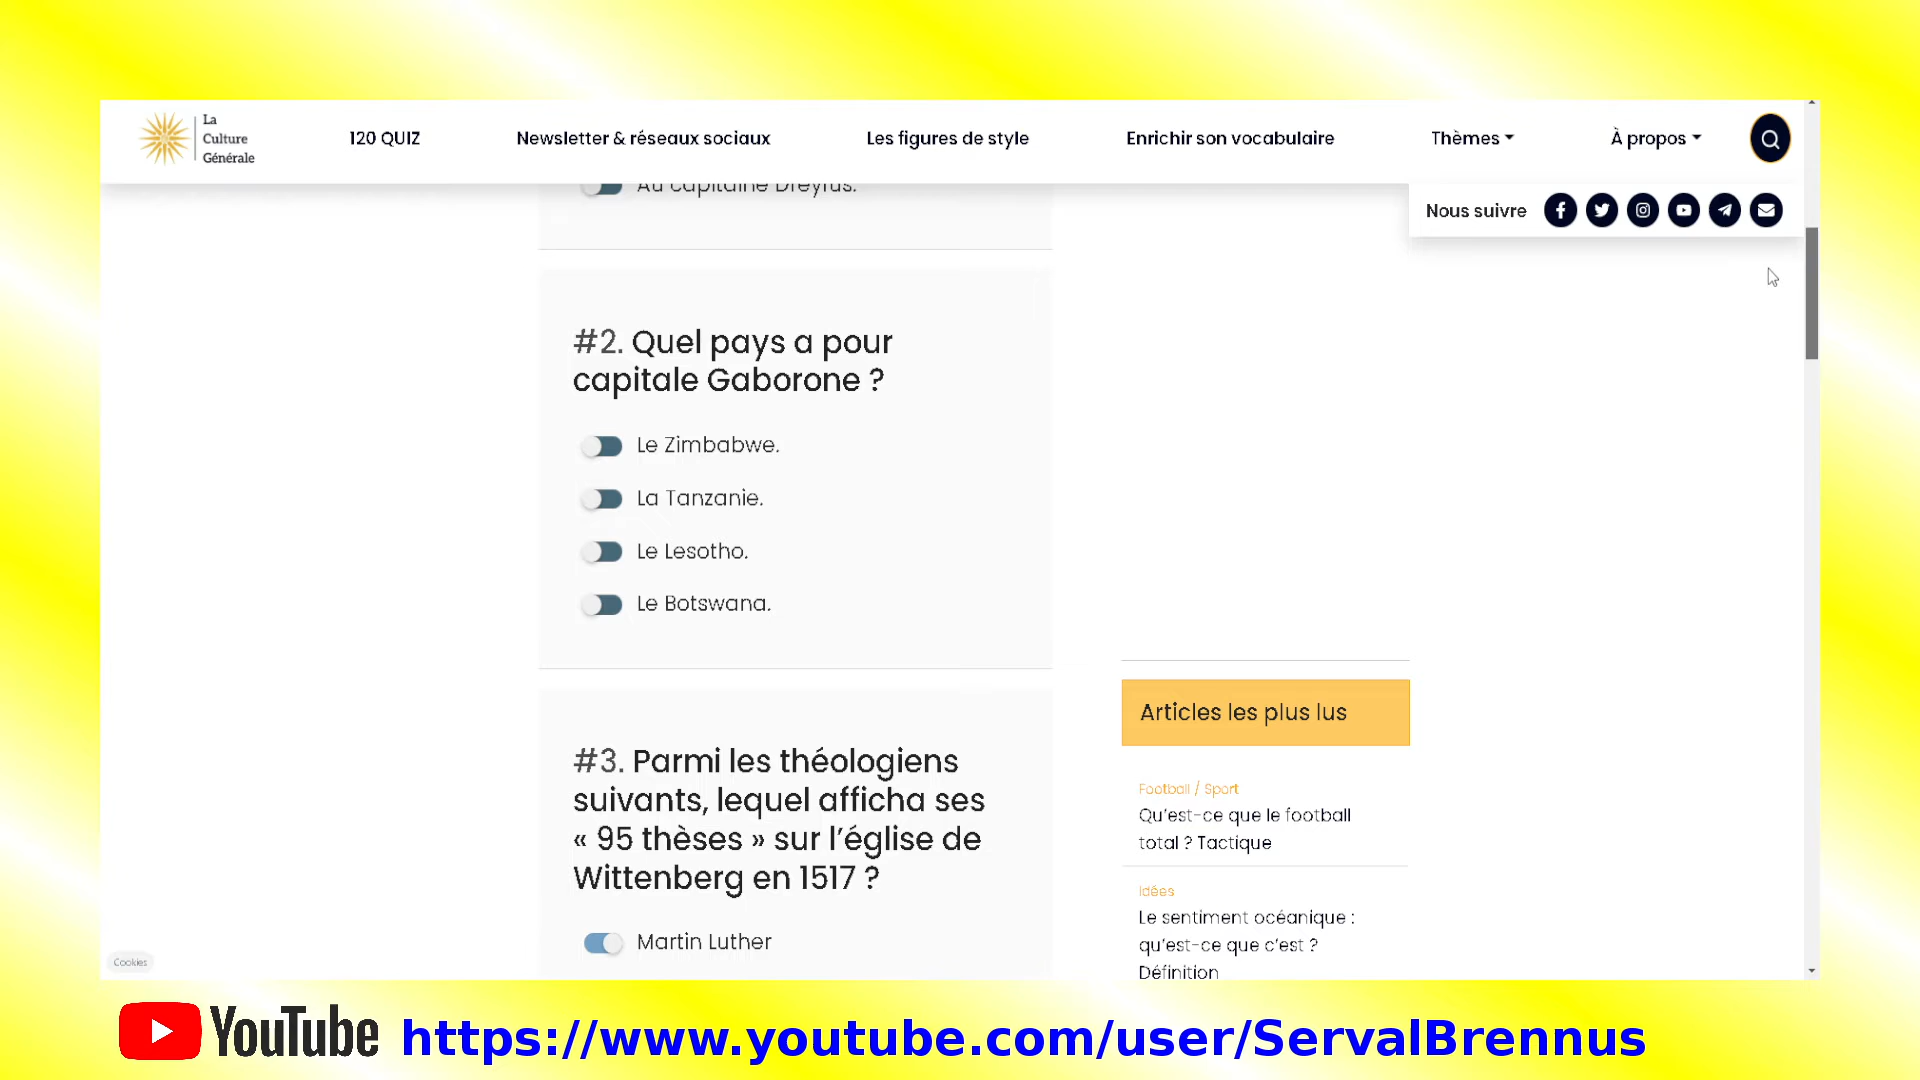 La
Culture
Générale
120 QUIZ
Newsletter & réseaux sociaux
Les figures de style
Enrichir son vocabulaire
Thèmes
À propos
Nous suivre
Au capitaine Dreyfus.
#2. Quel pays a pour
capitale Gaborone ?
Le Zimbabwe.
La Tanzanie.
Le Lesotho.
Le Botswana.
#3. Parmi les théologiens
suivants, lequel afficha ses
« 95 thèses » sur l’église de
Wittenberg en 1517 ?
Martin Luther
Articles les plus lus
Football / Sport
Qu’est-ce que le football
total ? Tactique
Idées
Le sentiment océanique :
qu’est-ce que c’est ?
Définition
Cookies
YouTube
https://www.youtube.com/user/ServalBrennus